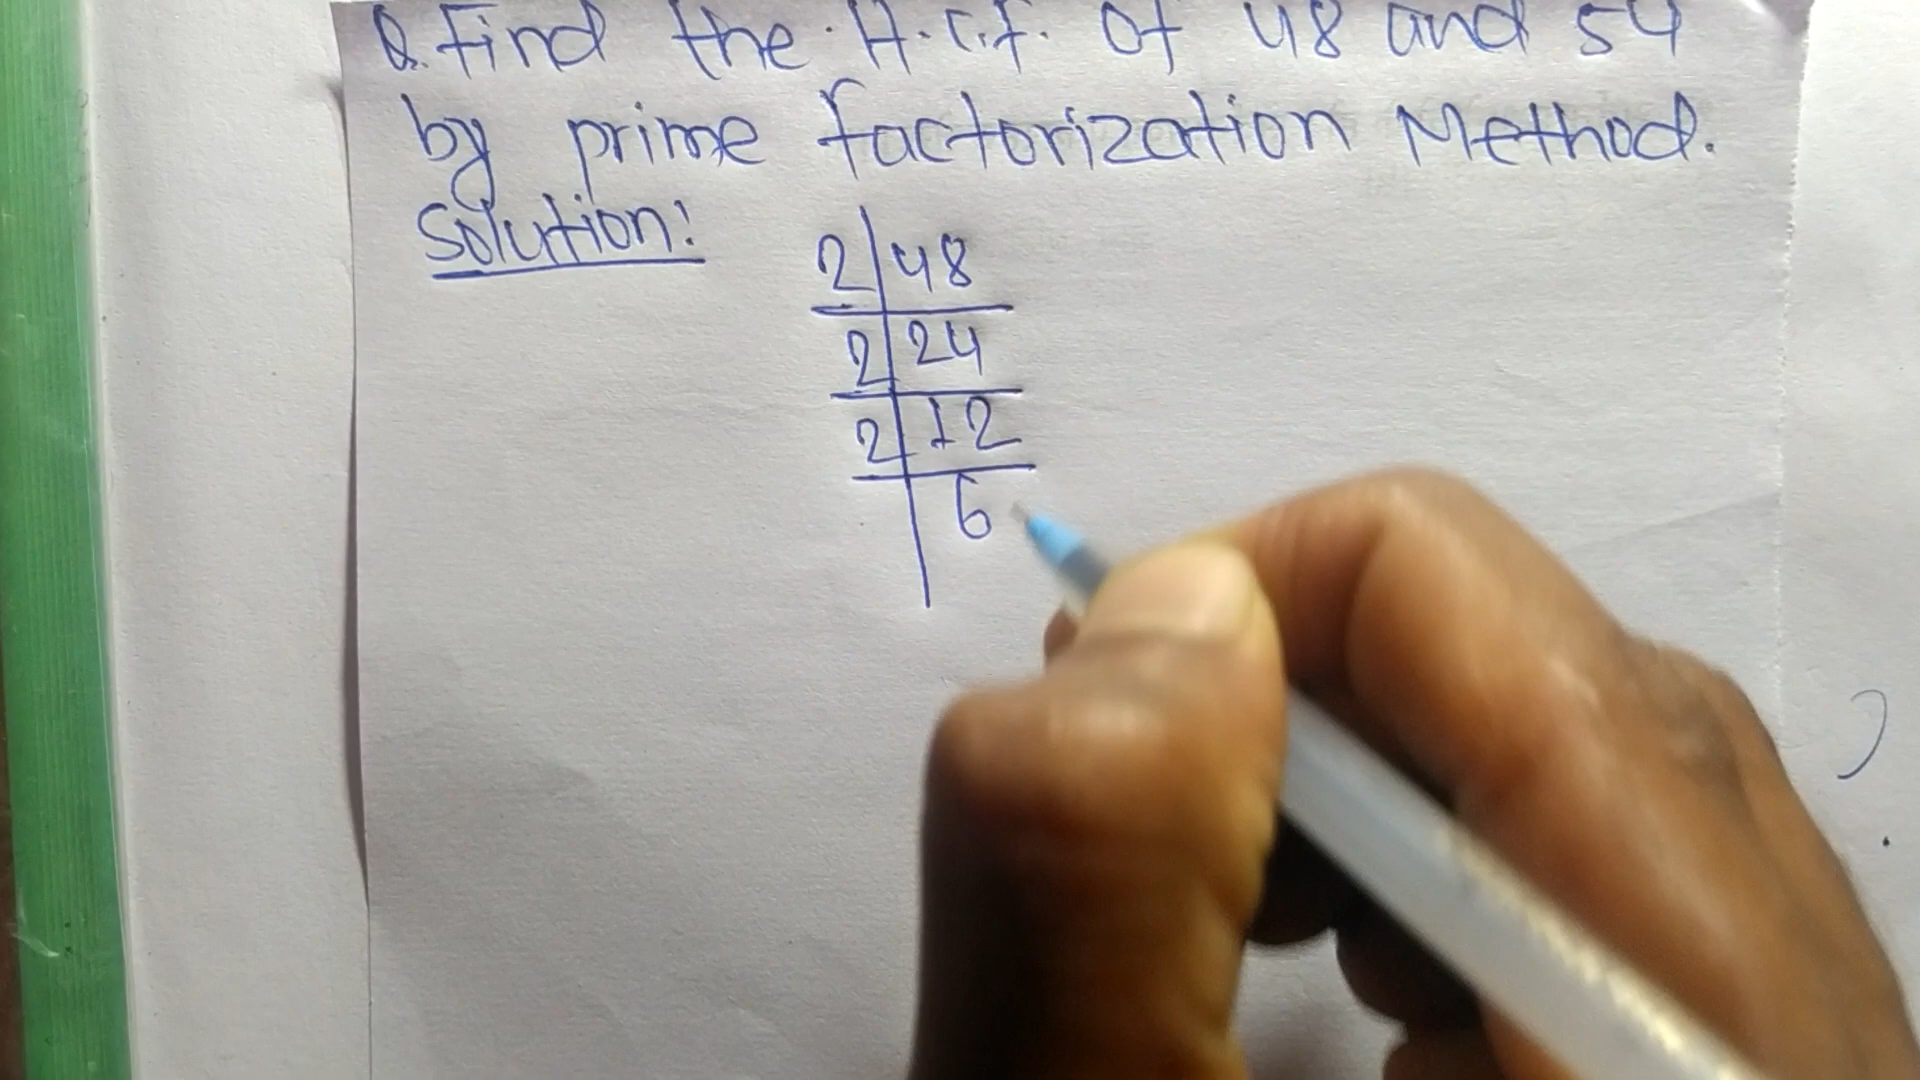 Q. Find the H.C.f. Of 48 and 54
by prime factorization Method.
Solution:
2 | 48
2 | 24
2 | 12
6